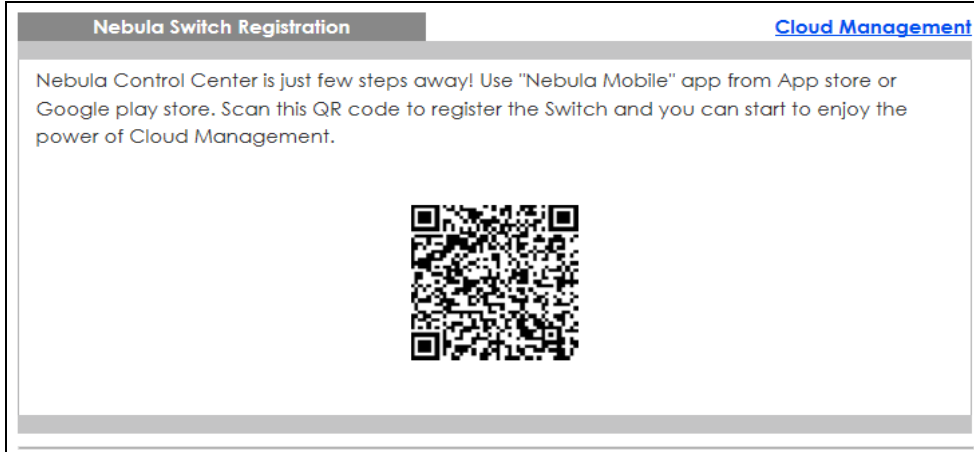 Nebula Switch Registration
Cloud Management
Nebula Control Center is just few steps away! Use "Nebula Mobile" app from App store or
Google play store. Scan this QR code to register the Switch and you can start to enjoy the
power of Cloud Management.